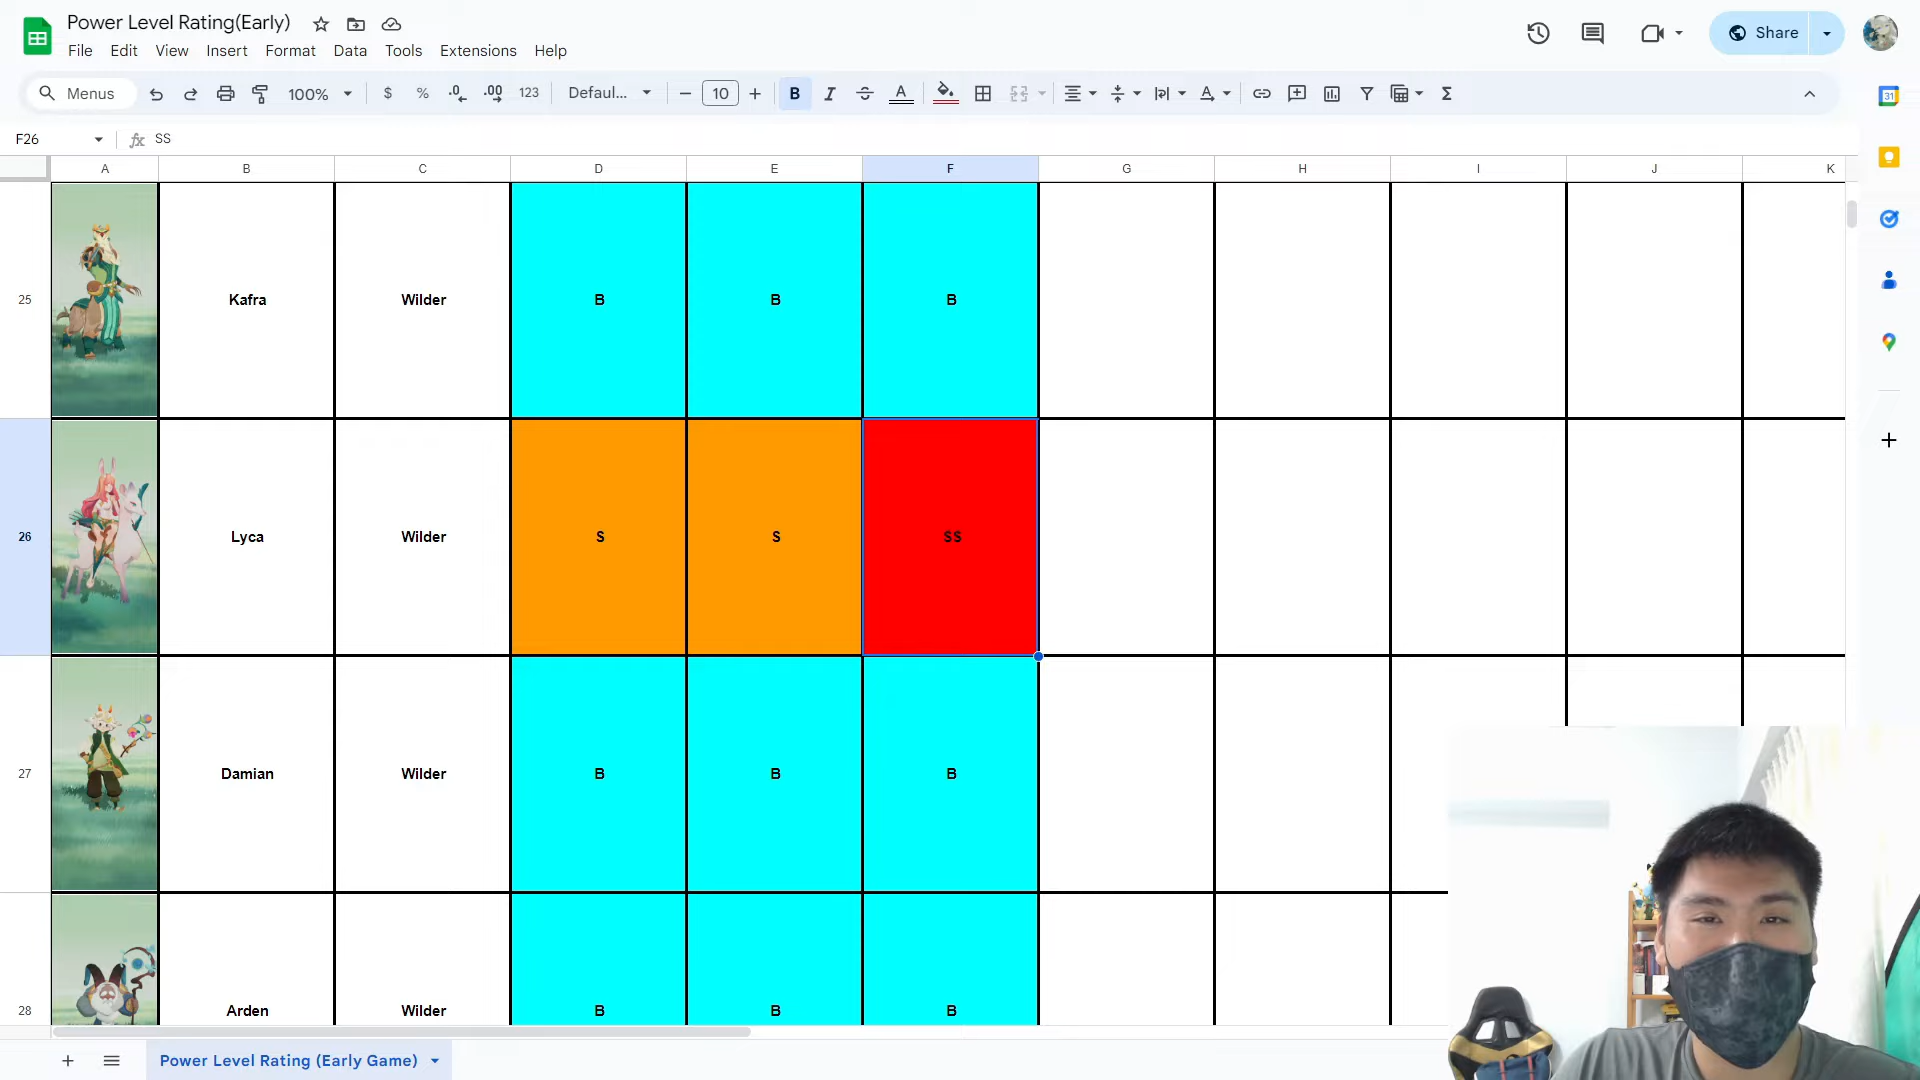 Power Level Rating(Early)
File Edit View Insert Format Data Tools Extensions Help
Share
Menus 100% $ % .0 .00 123 Defaul... 10 B I A A Σ
31
F26 fx SS
A B C D E F G H I J K
25 Kafra Wilder B B B
26 Lyca Wilder S S SS
27 Damian Wilder B B B
28 Arden Wilder B B B
Power Level Rating (Early Game)